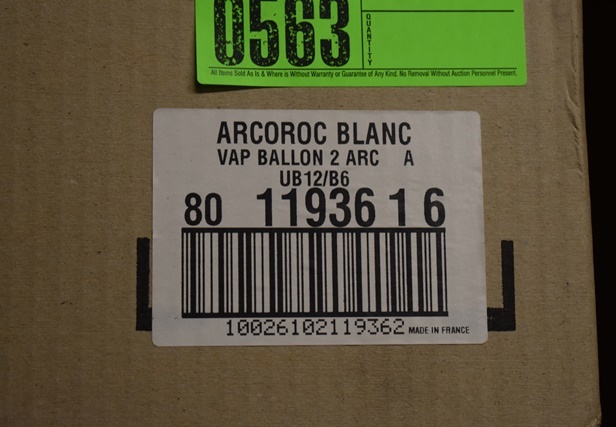 0563
QUANTITY
All Items Sold As Is & Where is Without Warranty or Guarantee of Any Kind. No Removal Without Auction Personnel Present.
ARCOROC BLANC
VAP BALLON 2 ARC A
UB12/B6
80 11936 1 6
10026102119362 MADE IN FRANCE